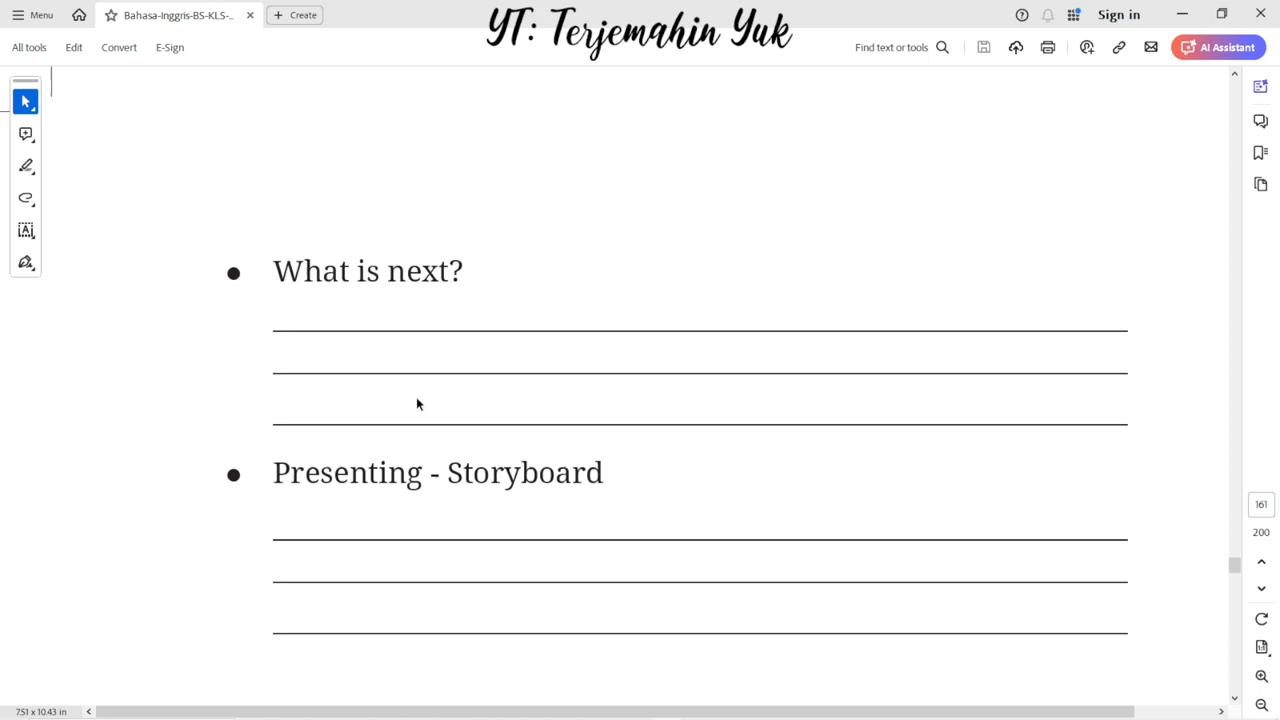 Menu
Bahasa-Inggris-BS-KLS-...
Create
YT: Terjemahin Yuk
Sign in
All tools
Edit
Convert
E-Sign
Find text or tools
AI Assistant
● What is next?
● Presenting - Storyboard
161
200
7.51 x 10.43 in